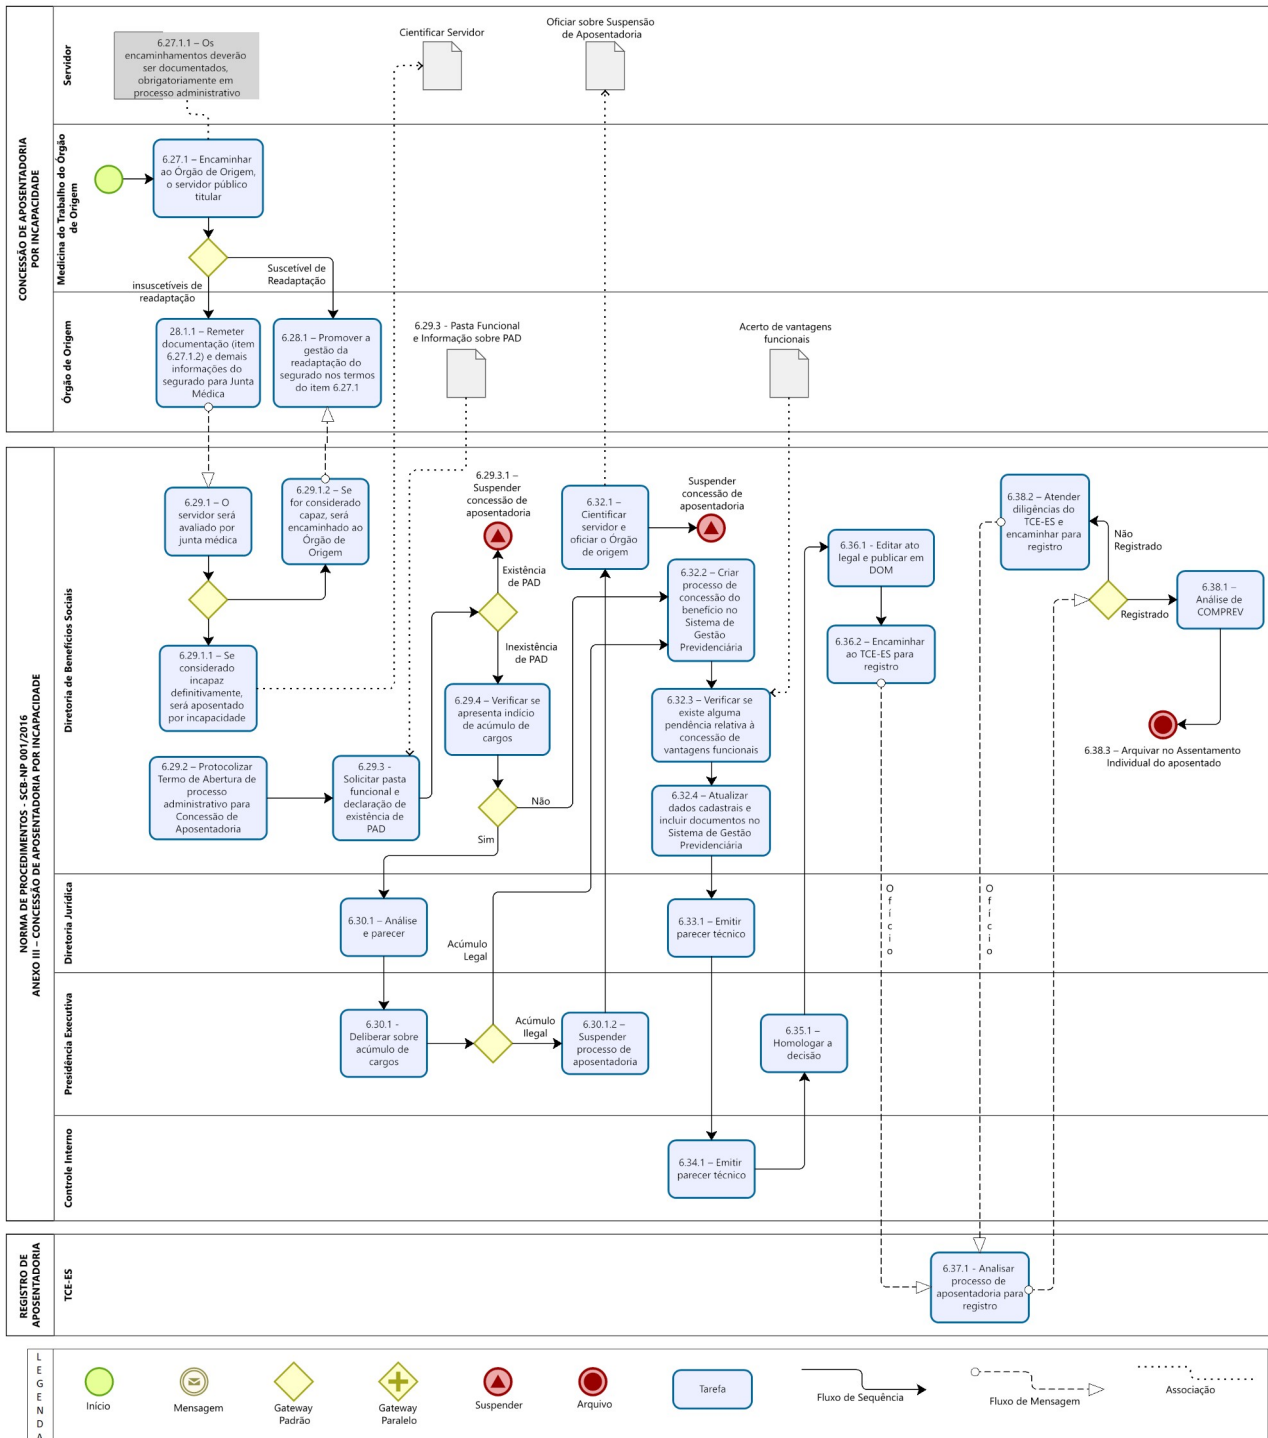 CONCESSÃO DE APOSENTADORIA
POR INCAPACIDADE
Servidor
6.27.1.1 – Os
encaminhamentos deverão
ser documentados,
obrigatoriamente em
processo administrativo
Cientificar Servidor
Oficiar sobre Suspensão
de Aposentadoria
Medicina do Trabalho do Órgão
de Origem
6.27.1 – Encaminhar
ao Órgão de Origem,
o servidor público
titular
insuscetíveis de
readaptação
Suscetível de
Readaptação
Órgão de Origem
28.1.1 – Remeter
documentação (item
6.27.1.2) e demais
informações do
segurado para Junta
Médica
6.28.1 – Promover a
gestão da
readaptação do
segurado nos termos
do item 6.27.1
6.29.3 - Pasta Funcional
e Informação sobre PAD
Acerto de vantagens
funcionais
NORMA DE PROCEDIMENTOS - SCB-NP 001/2016
ANEXO III – CONCESSÃO DE APOSENTADORIA POR INCAPACIDADE
Diretoria de Benefícios Sociais
6.29.1 – O
servidor será
avaliado por
junta médica
6.29.1.2 – Se
for considerado
capaz, será
encaminhado ao
Órgão de
Origem
6.29.1.1 – Se
considerado
incapaz
definitivamente,
será aposentado
por incapacidade
6.29.2 – Protocolizar
Termo de Abertura de
processo
administrativo para
Concessão de
Aposentadoria
6.29.3 -
Solicitar pasta
funcional e
declaração de
existência de
PAD
6.29.3.1 –
Suspender
concessão de
aposentadoria
Existência
de PAD
Inexistência
de PAD
6.29.4 – Verificar se
apresenta indício
de acúmulo de
cargos
Não
Sim
6.32.1 –
Cientificar
servidor e
oficiar o Órgão
de origem
Suspender
concessão de
aposentadoria
6.32.2 – Criar
processo de
concessão do
benefício no
Sistema de
Gestão
Previdenciária
6.32.3 – Verificar se
existe alguma
pendência relativa à
concessão de
vantagens funcionais
6.32.4 – Atualizar
dados cadastrais e
incluir documentos no
Sistema de Gestão
Previdenciária
6.36.1 - Editar ato
legal e publicar em
DOM
6.36.2 – Encaminhar
ao TCE-ES para
registro
6.38.2 – Atender
diligências do
TCE-ES e
encaminhar para
registro
Não
Registrado
Registrado
6.38.1 –
Análise de
COMPREV
6.38.3 – Arquivar no Assentamento
Individual do aposentado
Diretoria Jurídica
6.30.1 – Análise
e parecer
Acúmulo
Legal
6.33.1 – Emitir
parecer técnico
Ofício
Ofício
Presidência Executiva
6.30.1 -
Deliberar sobre
acúmulo de
cargos
Acúmulo
Ilegal
6.30.1.2 –
Suspender
processo de
aposentadoria
6.35.1 –
Homologar a
decisão
Controle Interno
6.34.1 – Emitir
parecer técnico
REGISTRO DE
APOSENTADORIA
TCE-ES
6.37.1 - Analisar
processo de
aposentadoria para
registro
LEGENDA
Início
Mensagem
Gateway
Padrão
Gateway
Paralelo
Suspender
Arquivo
Tarefa
Fluxo de Sequência
Fluxo de Mensagem
Associação